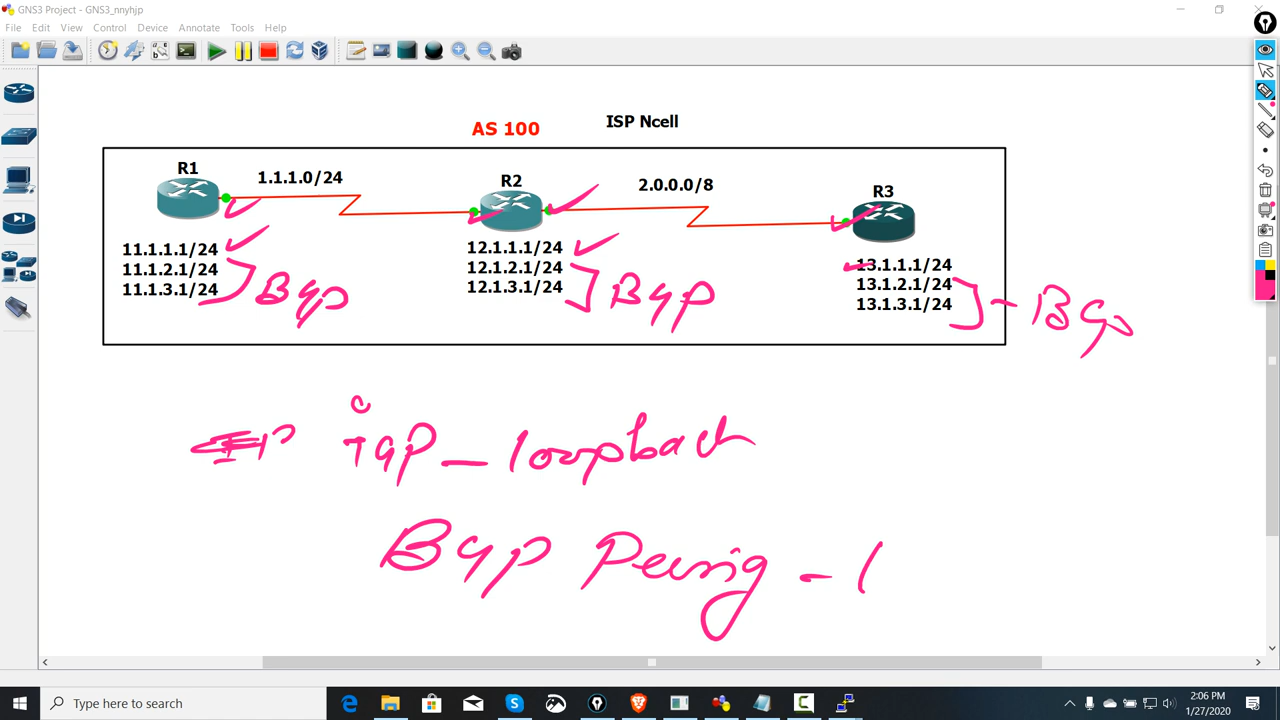 GNS3 Project - GNS3_nnyhjp
File Edit View Control Device Annotate Tools Help
AS 100
ISP Ncell
R1
R2
R3
1.1.1.0/24
2.0.0.0/8
11.1.1.1/24
11.1.2.1/24
11.1.3.1/24
Bgp
12.1.1.1/24
12.1.2.1/24
12.1.3.1/24
Bgp
13.1.1.1/24
13.1.2.1/24
13.1.3.1/24
Bgp
igp - loopback
Bgp
Type here to search
2:06 PM
1/27/2020